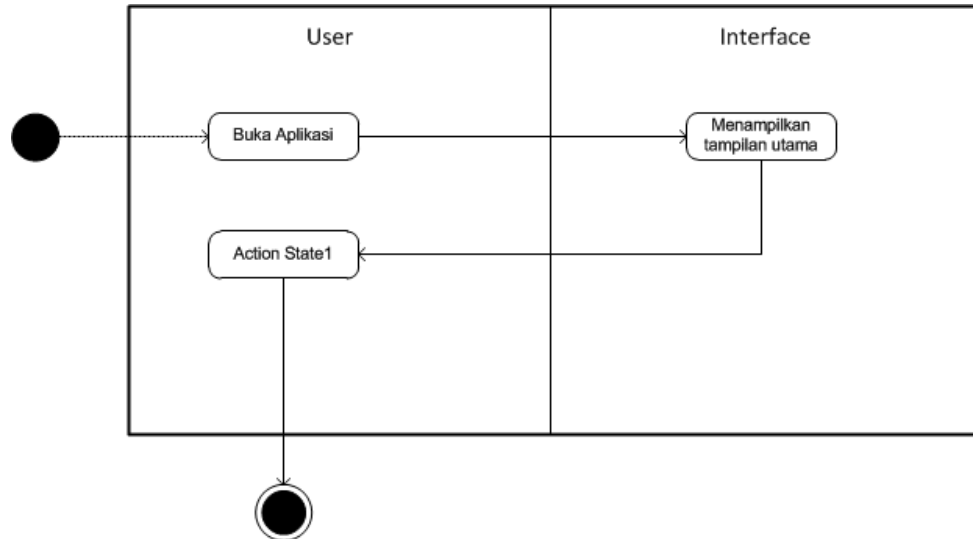 User
Interface
Buka Aplikasi
Menampilkan
tampilan utama
Action State1